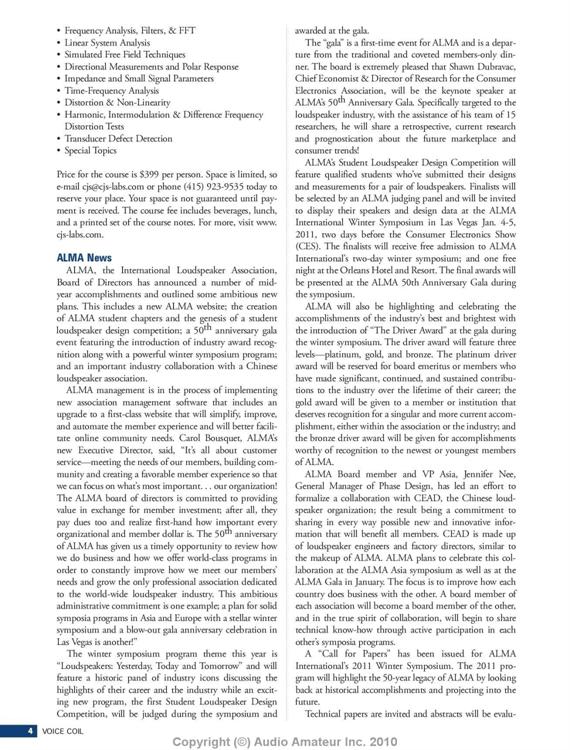 • Frequency Analysis, Filters, & FFT
• Linear System Analysis
• Simulated Free Field Techniques
• Directional Measurements and Polar Response
• Impedance and Small Signal Parameters
• Time-Frequency Analysis
• Distortion & Non-Linearity
• Harmonic, Intermodulation & Difference Frequency
Distortion Tests
• Transducer Defect Detection
• Special Topics
Price for the course is $399 per person. Space is limited, so
e-mail cjs@cjs-labs.com or phone (415) 923-9535 today to
reserve your place. Your space is not guaranteed until pay-
ment is received. The course fee includes beverages, lunch,
and a printed set of the course notes. For more, visit www.
cjs-labs.com.
ALMA News
ALMA, the International Loudspeaker Association,
Board of Directors has announced a number of mid-
year accomplishments and outlined some ambitious new
plans. This includes a new ALMA website; the creation
of ALMA student chapters and the genesis of a student
loudspeaker design competition; a 50th anniversary gala
event featuring the introduction of industry award recog-
nition along with a powerful winter symposium program;
and an important industry collaboration with a Chinese
loudspeaker association.
ALMA management is in the process of implementing
new association management software that includes an
upgrade to a first-class website that will simplify, improve,
and automate the member experience and will better facili-
tate online community needs. Carol Bousquet, ALMA's
new Executive Director, said, "It's all about customer
service—meeting the needs of our members, building com-
munity and creating a favorable member experience so that
we can focus on what's most important. . . our organization!
The ALMA board of directors is committed to providing
value in exchange for member investment; after all, they
pay dues too and realize first-hand how important every
organizational and member dollar is. The 50th anniversary
of ALMA has given us a timely opportunity to review how
we do business and how we offer world-class programs in
order to constantly improve how we meet our members'
needs and grow the only professional association dedicated
to the world-wide loudspeaker industry. This ambitious
administrative commitment is one example; a plan for solid
symposia programs in Asia and Europe with a stellar winter
symposium and a blow-out gala anniversary celebration in
Las Vegas is another!"
The winter symposium program theme this year is
"Loudspeakers: Yesterday, Today and Tomorrow" and will
feature a historic panel of industry icons discussing the
highlights of their career and the industry while an excit-
ing new program, the first Student Loudspeaker Design
Competition, will be judged during the symposium and
awarded at the gala.
The "gala" is a first-time event for ALMA and is a depar-
ture from the traditional and coveted members-only din-
ner. The board is extremely pleased that Shawn Dubravac,
Chief Economist & Director of Research for the Consumer
Electronics Association, will be the keynote speaker at
ALMA's 50th Anniversary Gala. Specifically targeted to the
loudspeaker industry, with the assistance of his team of 15
researchers, he will share a retrospective, current research
and prognostication about the future marketplace and
consumer trends!
ALMA's Student Loudspeaker Design Competition will
feature qualified students who've submitted their designs
and measurements for a pair of loudspeakers. Finalists will
be selected by an ALMA judging panel and will be invited
to display their speakers and design data at the ALMA
International Winter Symposium in Las Vegas Jan. 4-5,
2011, two days before the Consumer Electronics Show
(CES). The finalists will receive free admission to ALMA
International's two-day winter symposium; and one free
night at the Orleans Hotel and Resort. The final awards will
be presented at the ALMA 50th Anniversary Gala during
the symposium.
ALMA will also be highlighting and celebrating the
accomplishments of the industry's best and brightest with
the introduction of "The Driver Award" at the gala during
the winter symposium. The driver award will feature three
levels—platinum, gold, and bronze. The platinum driver
award will be reserved for board emeritus or members who
have made significant, continued, and sustained contribu-
tions to the industry over the lifetime of their career; the
gold award will be given to a member or institution that
deserves recognition for a singular and more current accom-
plishment, either within the association or the industry; and
the bronze driver award will be given for accomplishments
worthy of recognition to the newest or youngest members
of ALMA.
ALMA Board member and VP Asia, Jennifer Nee,
General Manager of Phase Design, has led an effort to
formalize a collaboration with CEAD, the Chinese loud-
speaker organization; the result being a commitment to
sharing in every way possible new and innovative infor-
mation that will benefit all members. CEAD is made up
of loudspeaker engineers and factory directors, similar to
the makeup of ALMA. ALMA plans to celebrate this col-
laboration at the ALMA Asia symposium as well as at the
ALMA Gala in January. The focus is to improve how each
country does business with the other. A board member of
each association will become a board member of the other,
and in the true spirit of collaboration, will begin to share
technical know-how through active participation in each
other's symposia programs.
A "Call for Papers" has been issued for ALMA
International's 2011 Winter Symposium. The 2011 pro-
gram will highlight the 50-year legacy of ALMA by looking
back at historical accomplishments and projecting into the
future.
Technical papers are invited and abstracts will be evalu-
4 VOICE COIL
Copyright (©) Audio Amateur Inc. 2010